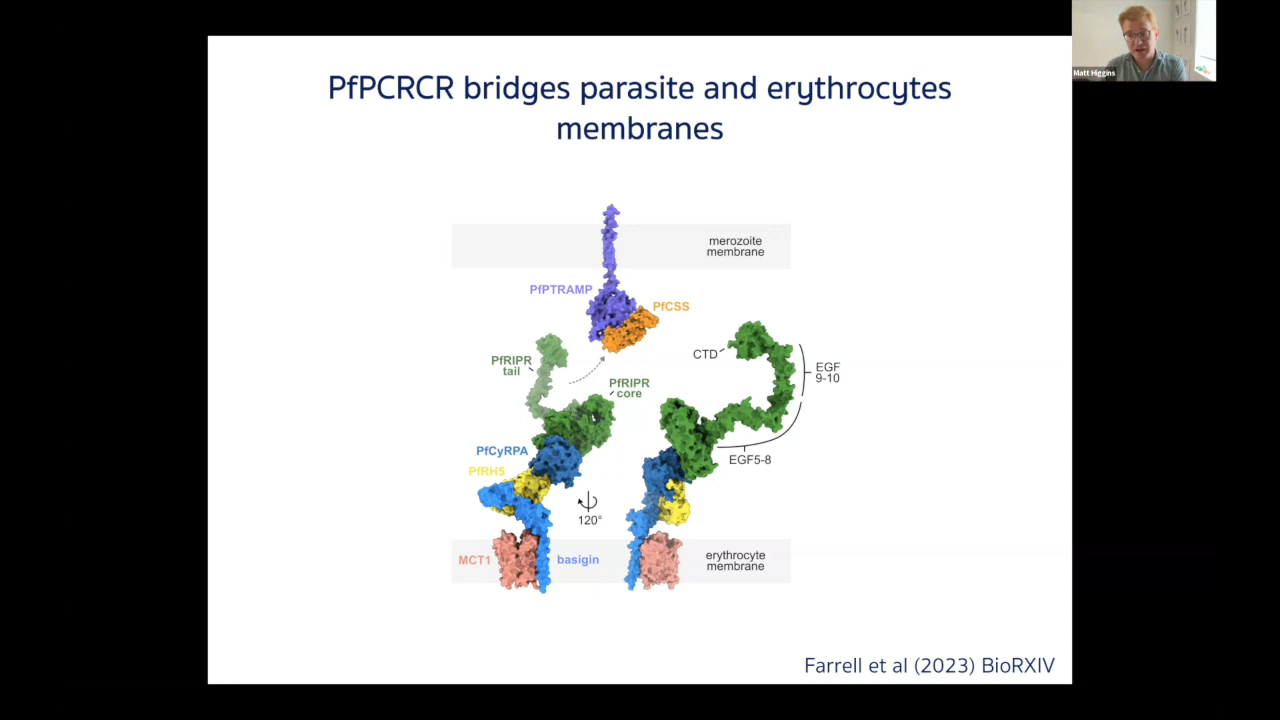 Matt Higgins
PfPCRCR bridges parasite and erythrocytes
membranes
merozoite
membrane
PfPTRAMP
PfCSS
PfRIPR
tail
CTD
EGF
9-10
PfRIPR
core
PfCyRPA
EGF5-8
PfRH5
120°
MCT1
basigin
erythrocyte
membrane
Farrell et al (2023) BioRXIV